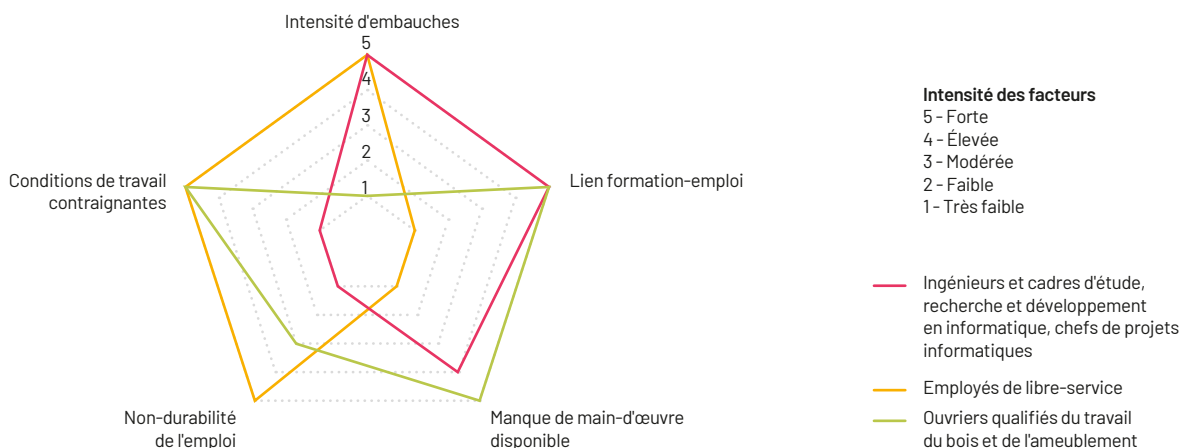 Intensité d'embauches
5
4
3
2
1
Conditions de travail
contraignantes
Lien formation-emploi
Non-durabilité
de l'emploi
Manque de main-d'œuvre
disponible
Intensité des facteurs
5 - Forte
4 - Élevée
3 - Modérée
2 - Faible
1 - Très faible
Ingénieurs et cadres d'étude,
recherche et développement
en informatique, chefs de projets
informatiques
Employés de libre-service
Ouvriers qualifiés du travail
du bois et de l'ameublement